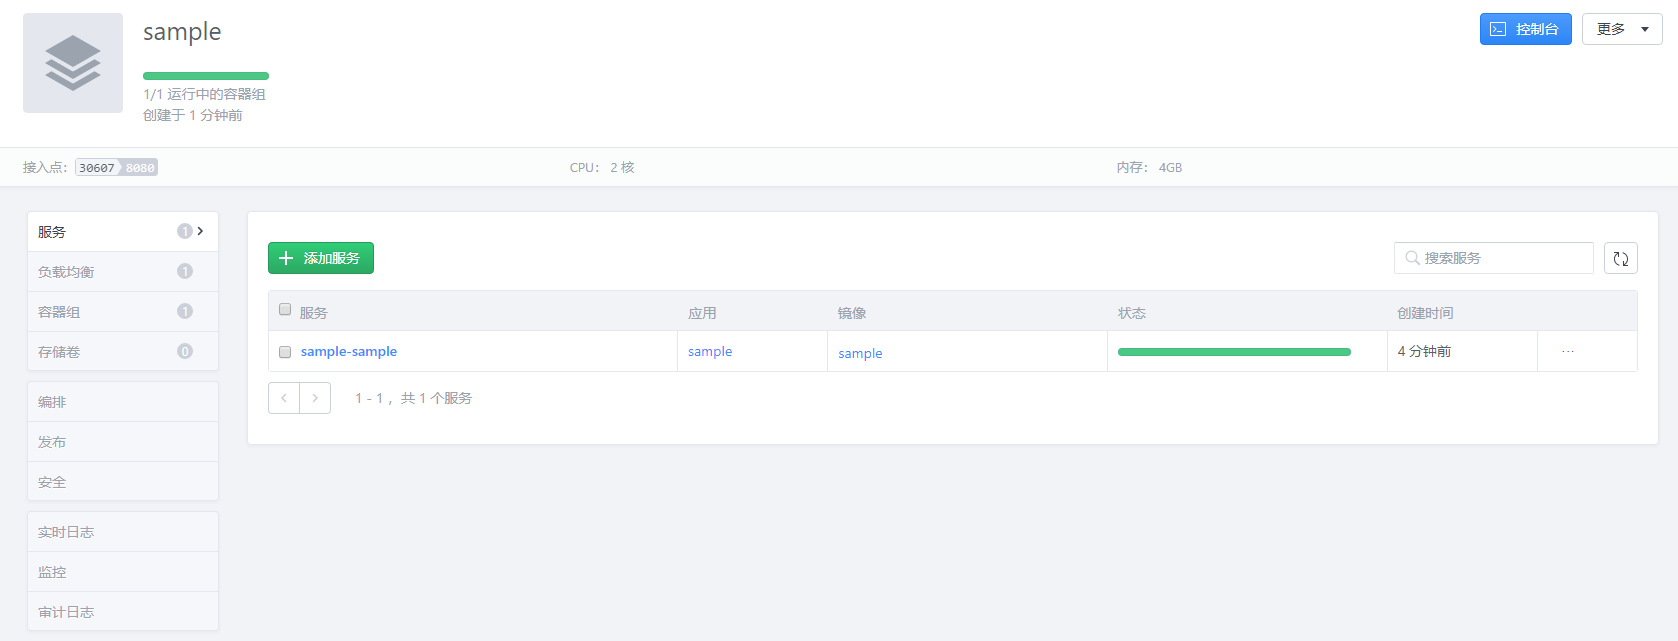 sample
控制台
更多
1/1 运行中的容器组
创建于 1 分钟前
接入点: 30607 8080
CPU: 2 核
内存: 4GB
服务 1
负载均衡 1
容器组 1
存储卷 0
编排
发布
安全
实时日志
监控
审计日志
添加服务
搜索服务
服务 应用 镜像 状态 创建时间
sample-sample sample sample 4 分钟前 ...
1 - 1 ，共 1 个服务